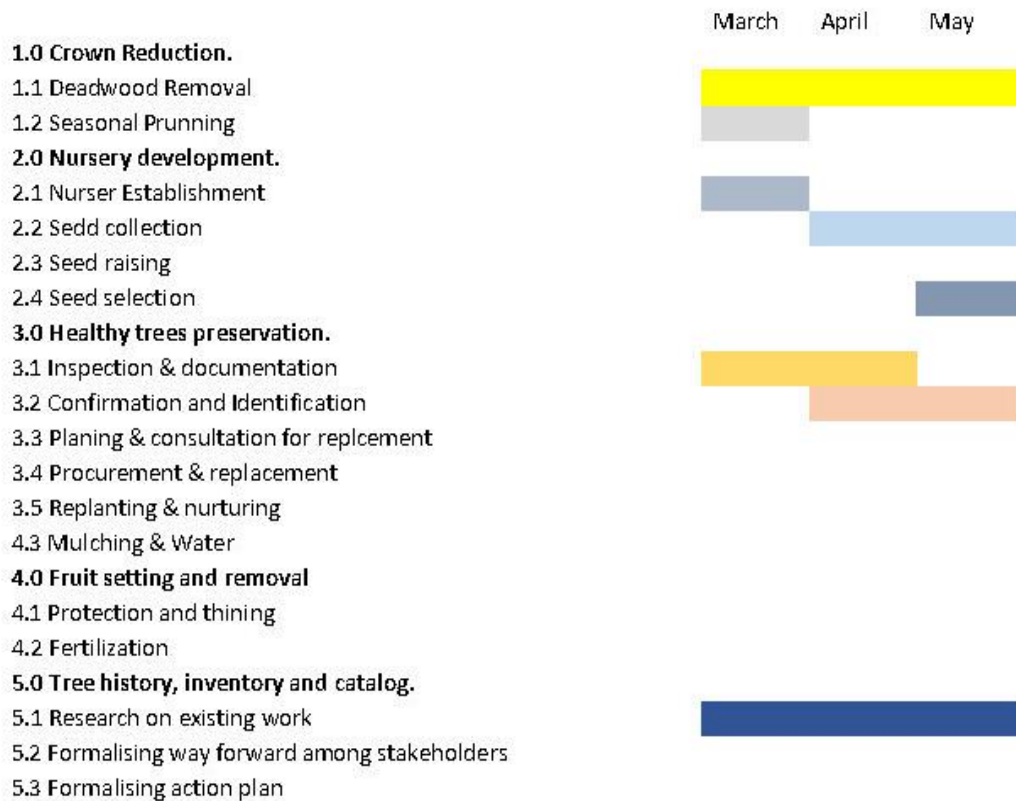 March April May
1.0 Crown Reduction.
1.1 Deadwood Removal
1.2 Seasonal Prunning
2.0 Nursery development.
2.1 Nurser Establishment
2.2 Sedd collection
2.3 Seed raising
2.4 Seed selection
3.0 Healthy trees preservation.
3.1 Inspection & documentation
3.2 Confirmation and Identification
3.3 Planing & consultation for replcement
3.4 Procurement & replacement
3.5 Replanting & nurturing
4.3 Mulching & Water
4.0 Fruit setting and removal
4.1 Protection and thining
4.2 Fertilization
5.0 Tree history, inventory and catalog.
5.1 Research on existing work
5.2 Formalising way forward among stakeholders
5.3 Formalising action plan